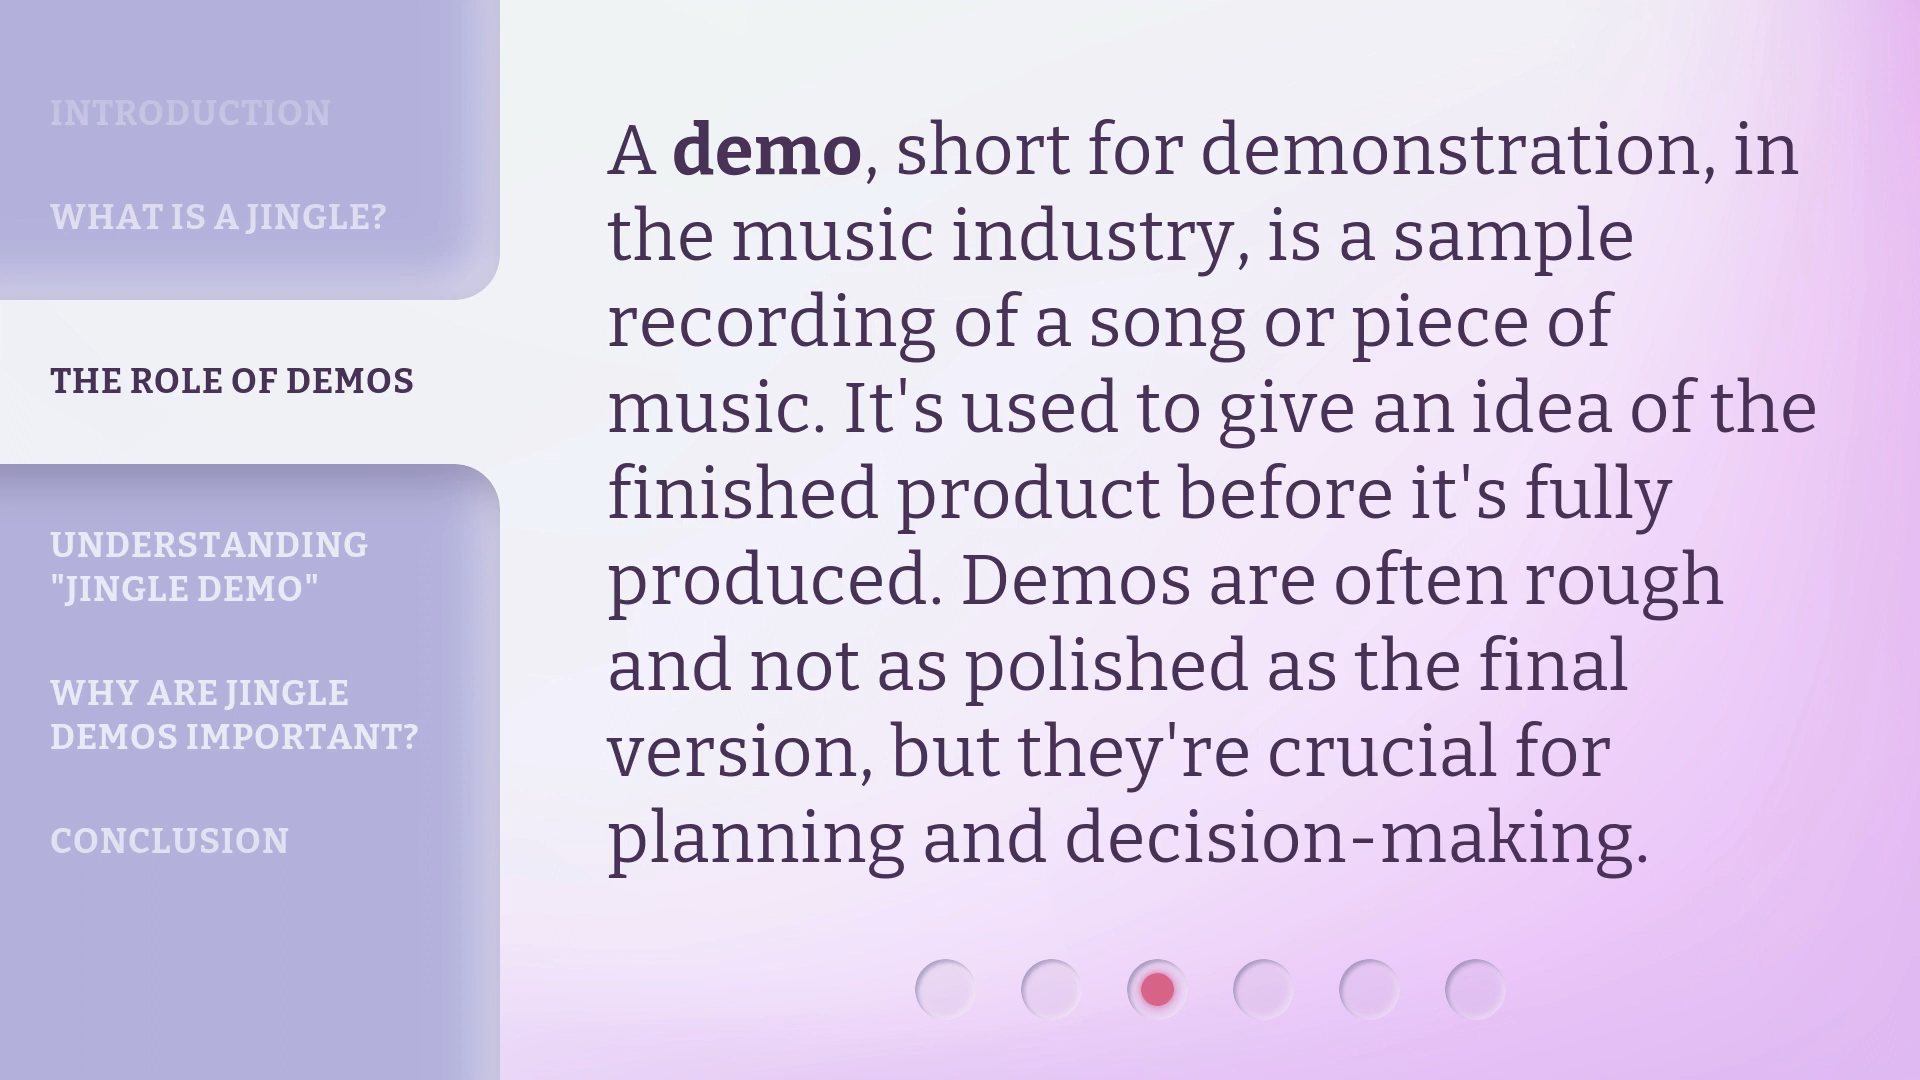 INTRODUCTION
WHAT IS A JINGLE?
THE ROLE OF DEMOS
UNDERSTANDING
"JINGLE DEMO"
WHY ARE JINGLE
DEMOS IMPORTANT?
CONCLUSION
A demo, short for demonstration, in
the music industry, is a sample
recording of a song or piece of
music. It's used to give an idea of the
finished product before it's fully
produced. Demos are often rough
and not as polished as the final
version, but they're crucial for
planning and decision-making.